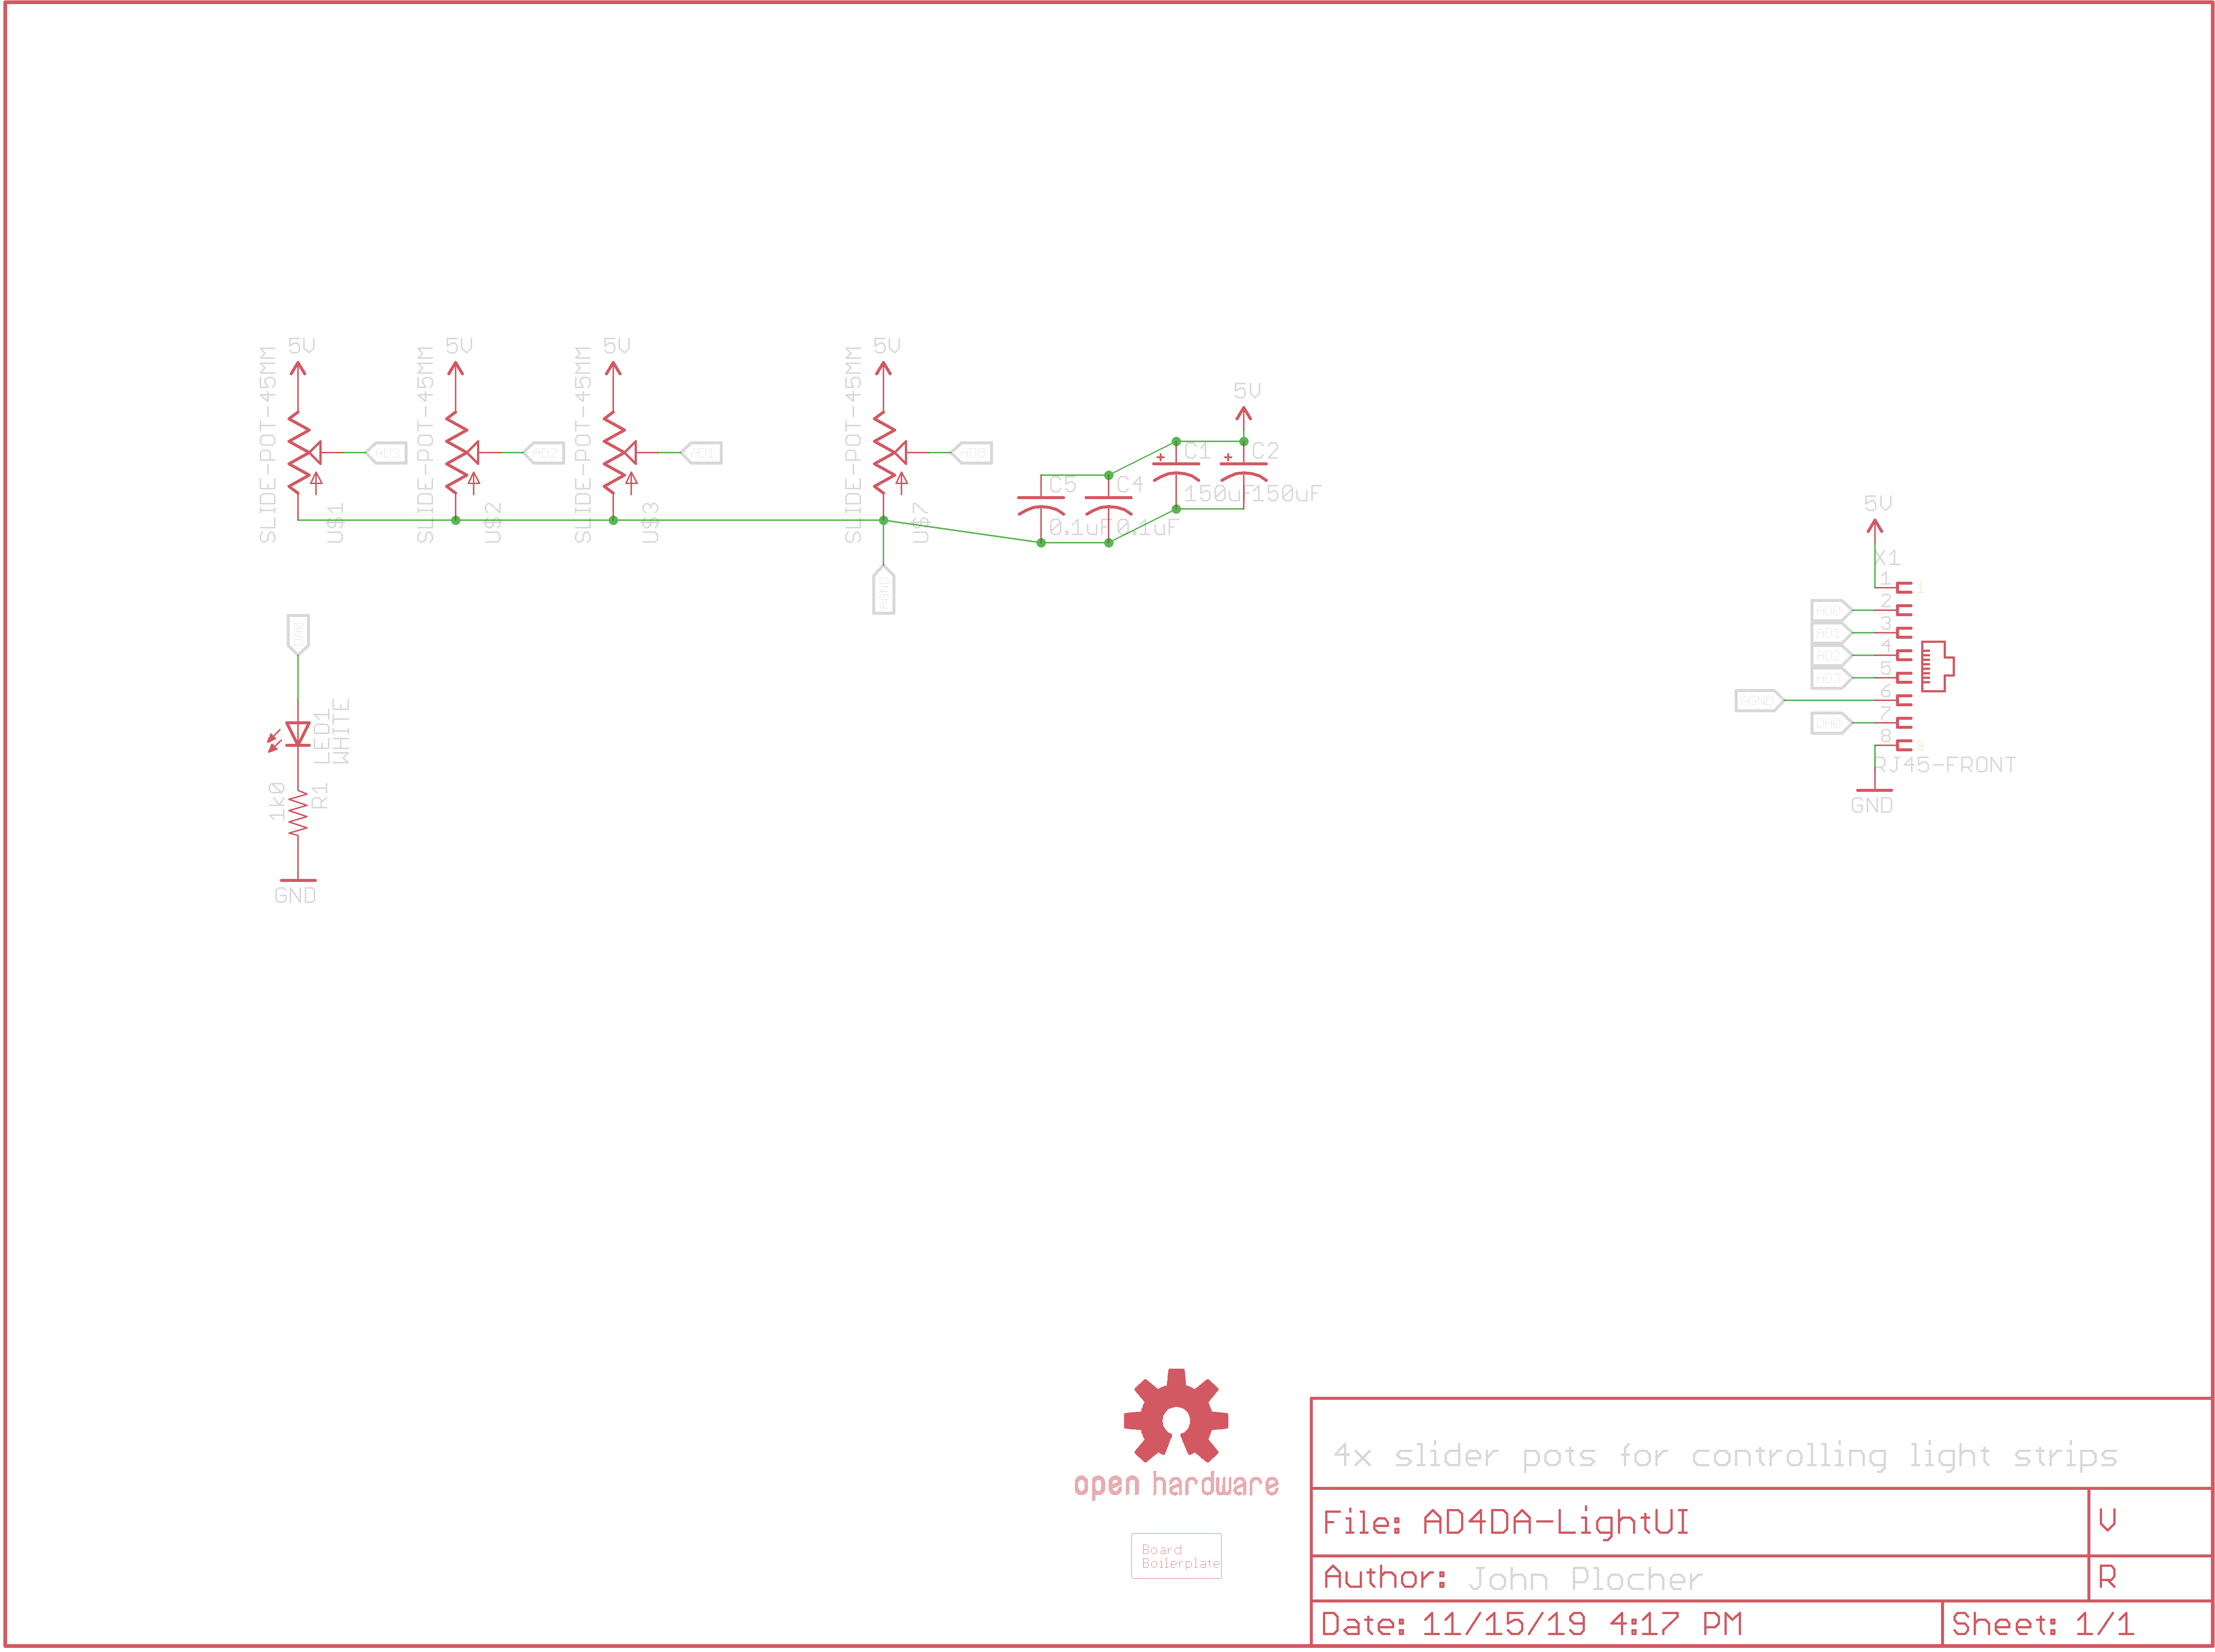 5V
5V
5V
5V
SLIDE-POT-45MM
SLIDE-POT-45MM
SLIDE-POT-45MM
SLIDE-POT-45MM
AD3
AD2
AD1
AD0
U$1
U$2
U$3
U$7
AGND
5V
C1
C2
150uF
150uF
C5
C4
0.1uF
0.1uF
DA0
LED1
WHITE
1k0
R1
GND
5V
X1
1
1
AD0
2
AD1
3
AD2
4
AD3
5
AGND
6
DA0
7
8
8
RJ45-FRONT
GND
open hardware
Board
Boilerplate
4x slider pots for controlling light strips
File: AD4DA-LightUI
V
Author: John Plocher
R
Date: 11/15/19 4:17 PM
Sheet: 1/1